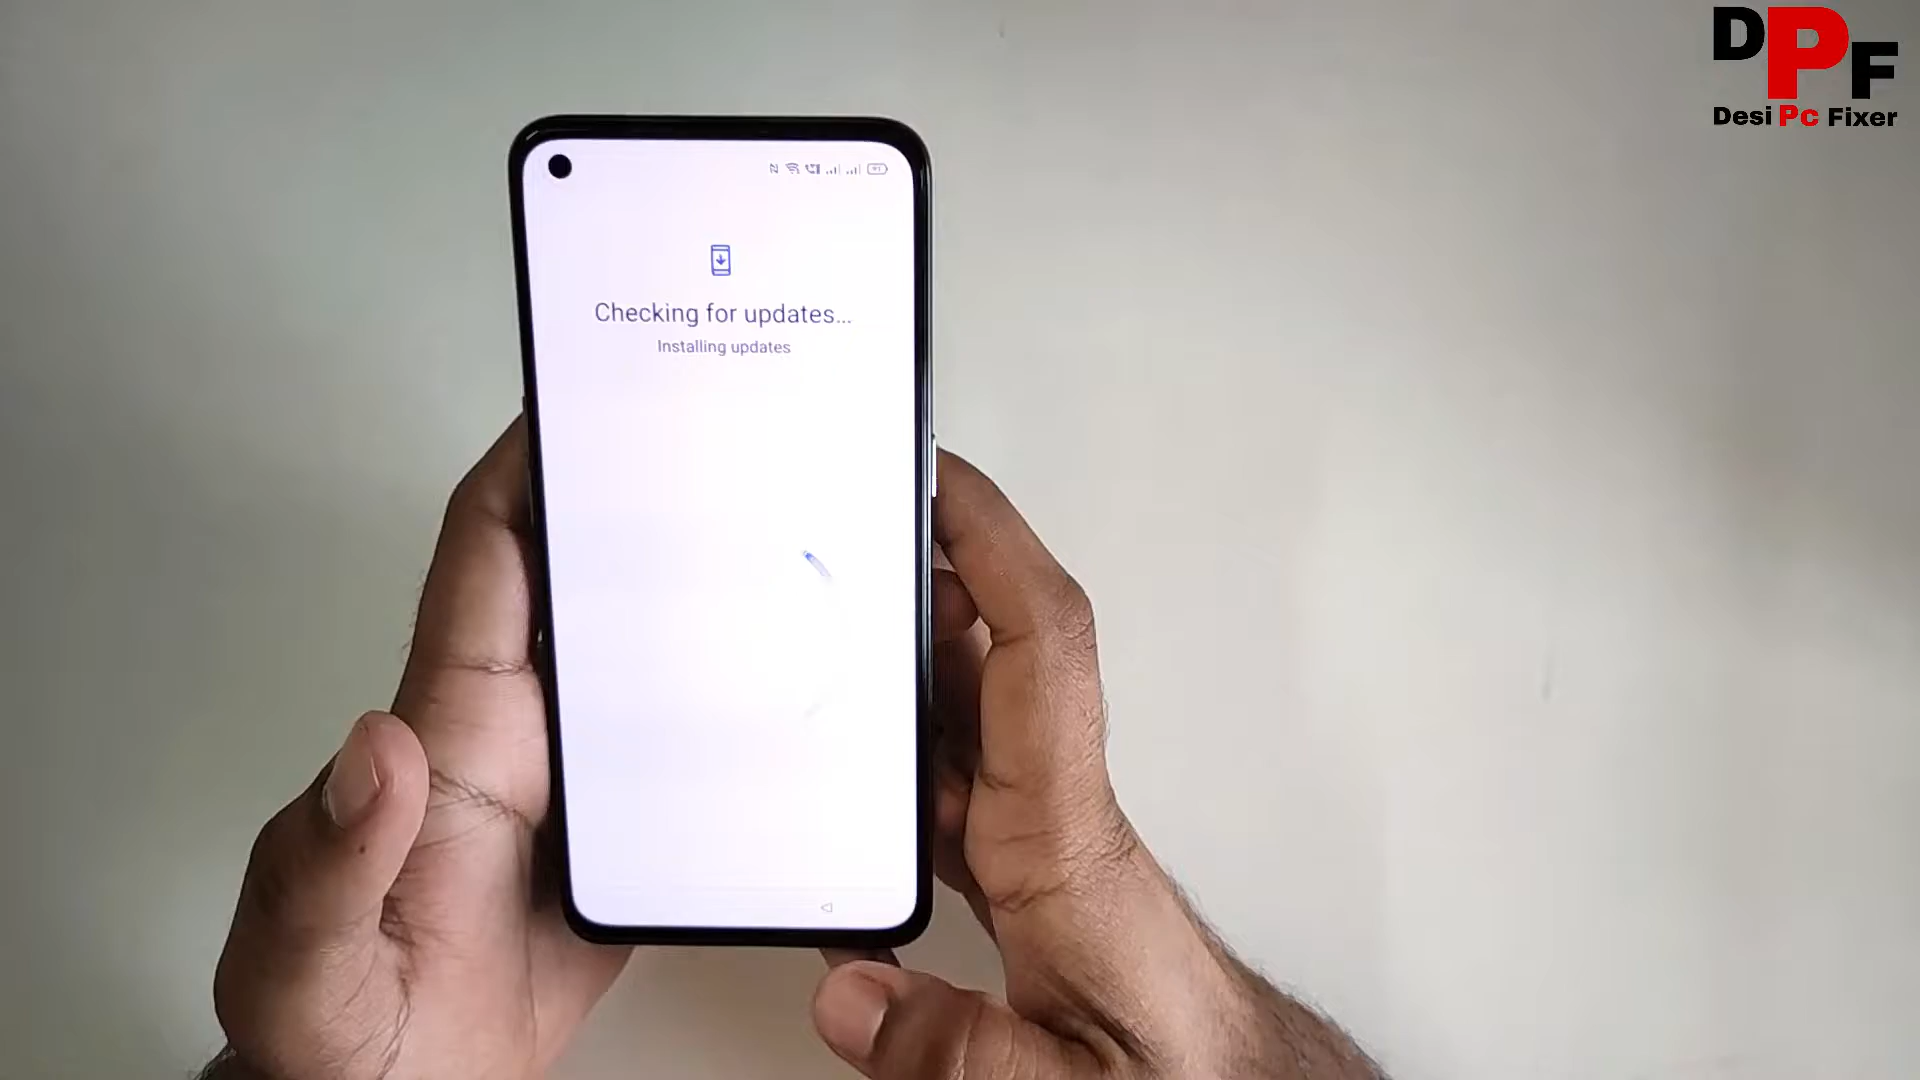 DPF
Desi Pc Fixer
Checking for updates...
Installing updates